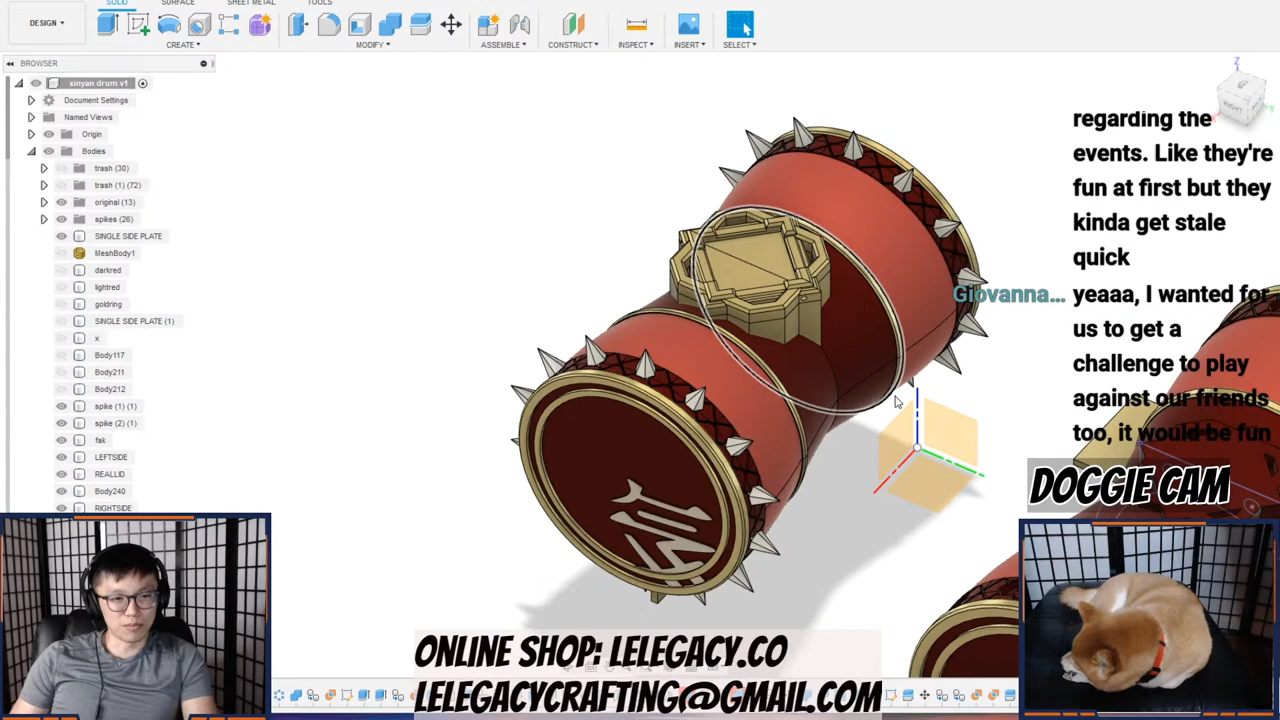 SOLID
SURFACE
SHEET METAL
TOOLS
DESIGN
CREATE
MODIFY
ASSEMBLE
CONSTRUCT
INSPECT
INSERT
SELECT
BROWSER
xinyan drum v1
Document Settings
Named Views
Origin
Bodies
trash (30)
trash (1) (72)
original (13)
spikes (26)
SINGLE SIDE PLATE
MeshBody1
darkred
lightred
goldring
SINGLE SIDE PLATE (1)
x
Body117
Body211
Body212
spike (1) (1)
spike (2) (1)
fak
LEFTSIDE
REALLID
Body240
RIGHTSIDE
Z
RIGHT
regarding the
events. Like they're
fun at first but they
kinda get stale
quick
Giovanna... yeaaa, I wanted for
us to get a
challenge to play
against our friends
too, it would be fun
DOGGIE CAM
ONLINE SHOP: LELEGACY.CO
LELEGACYCRAFTING@GMAIL.COM